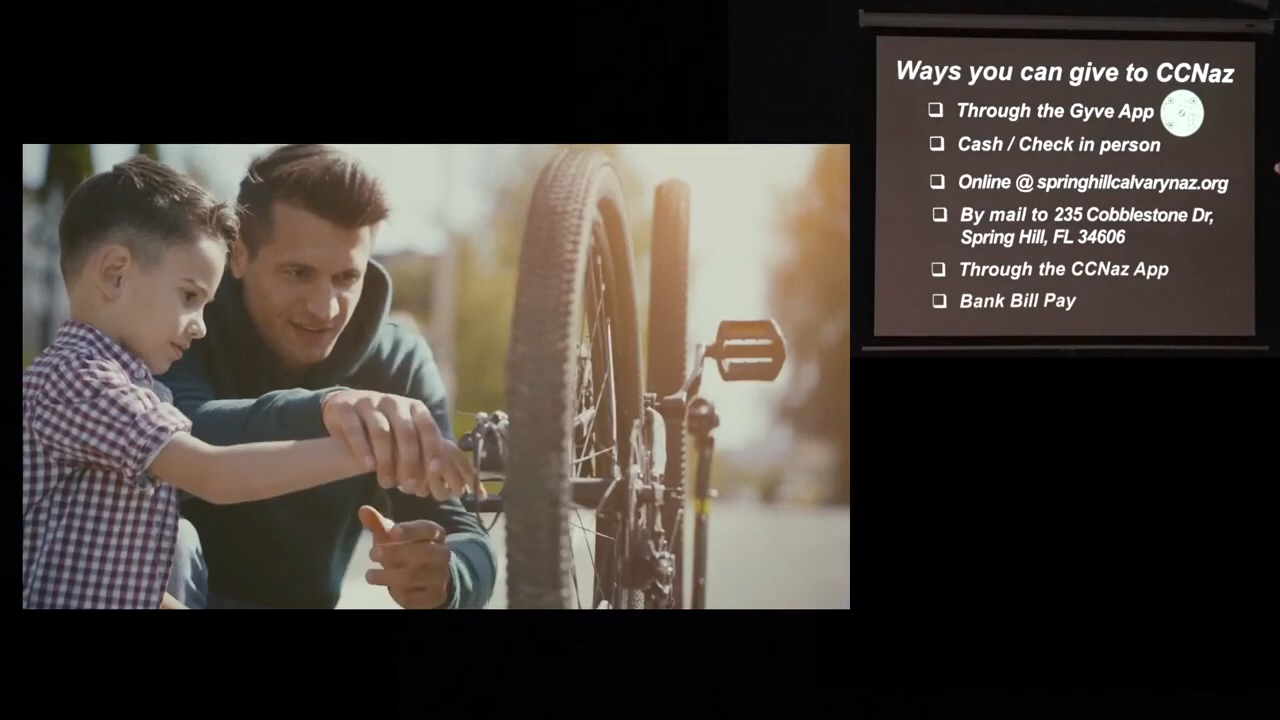 Ways you can give to CCNaz
❑ Through the Gyve App
❑ Cash / Check in person
❑ Online @ springhillcalvarynaz.org
❑ By mail to 235 Cobblestone Dr,
Spring Hill, FL 34606
❑ Through the CCNaz App
❑ Bank Bill Pay